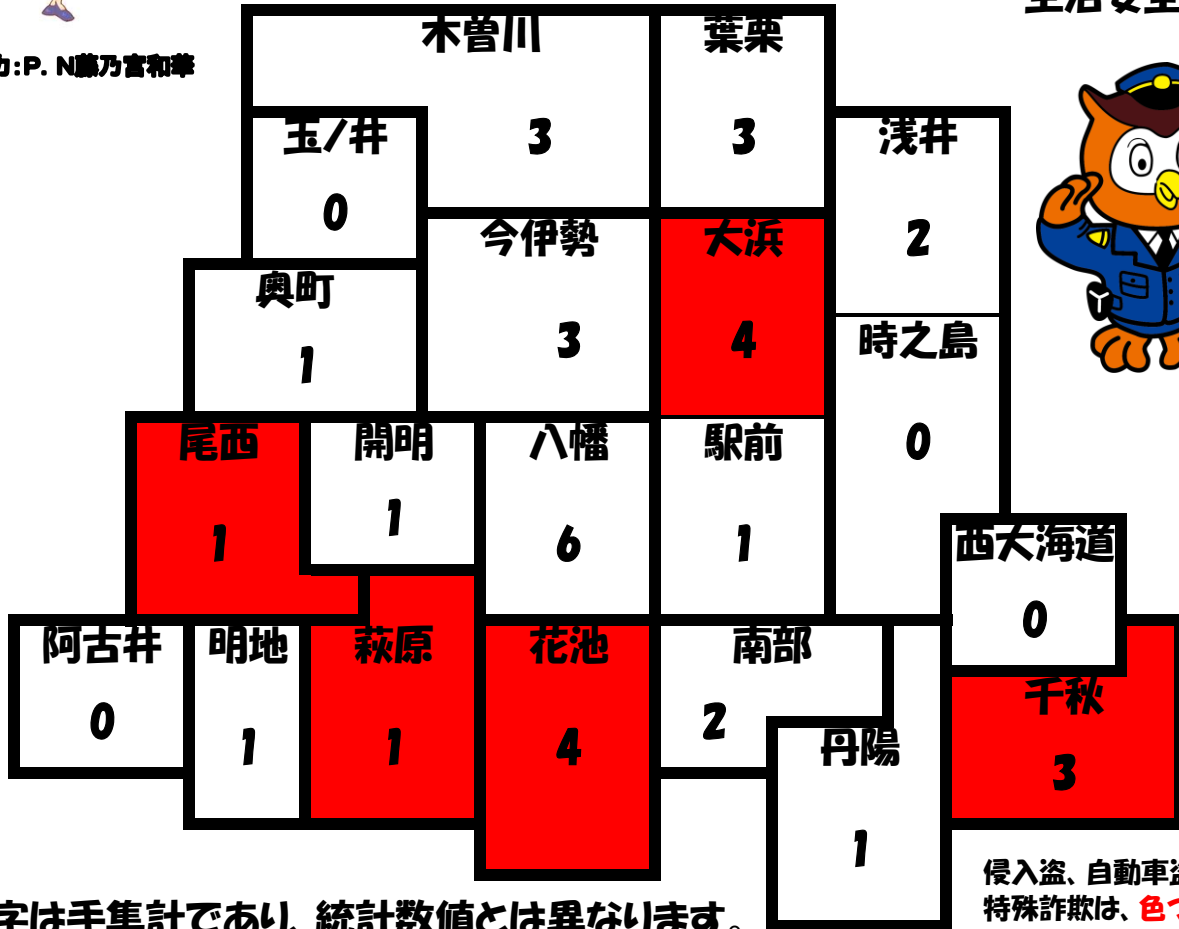 力:P. N藤乃宮和華
木曽川
葉栗
3
3
玉ノ井
浅井
0
2
今伊勢
大浜
奥町
3
4
時之島
1
0
尾西
開明
八幡
駅前
1
1
6
1
西大海道
0
阿古井
明地
萩原
花池
南部
千秋
0
1
1
4
2
丹陽
3
1
侵入盗、自動車盗
特殊詐欺は、色つ
字は手集計であり、統計数値とは異なります。